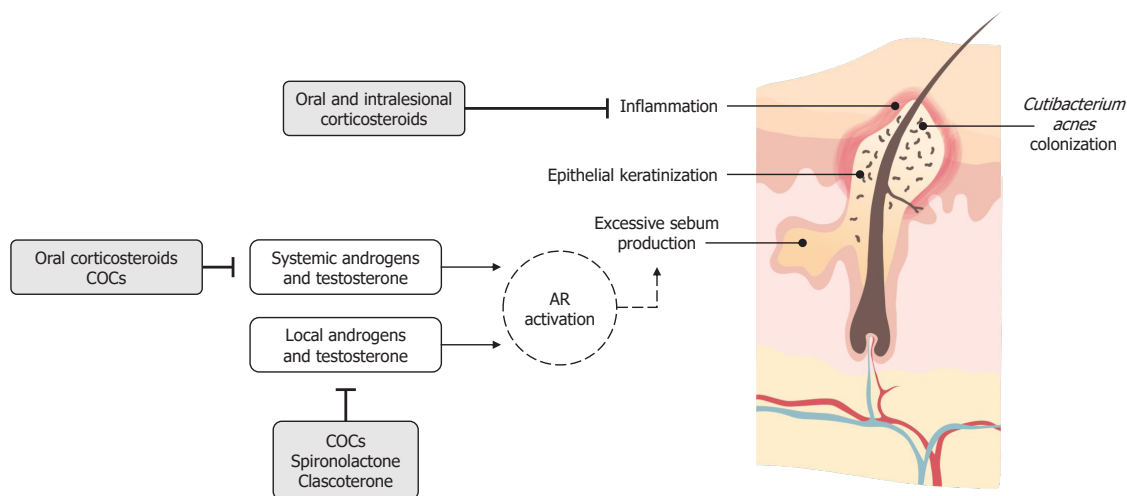 Oral and intralesional
corticosteroids
Inflammation
Cutibacterium
acnes
colonization
Epithelial keratinization
Excessive sebum
production
Oral corticosteroids
COCs
Systemic androgens
and testosterone
AR
activation
Local androgens
and testosterone
COCs
Spironolactone
Clascoterone